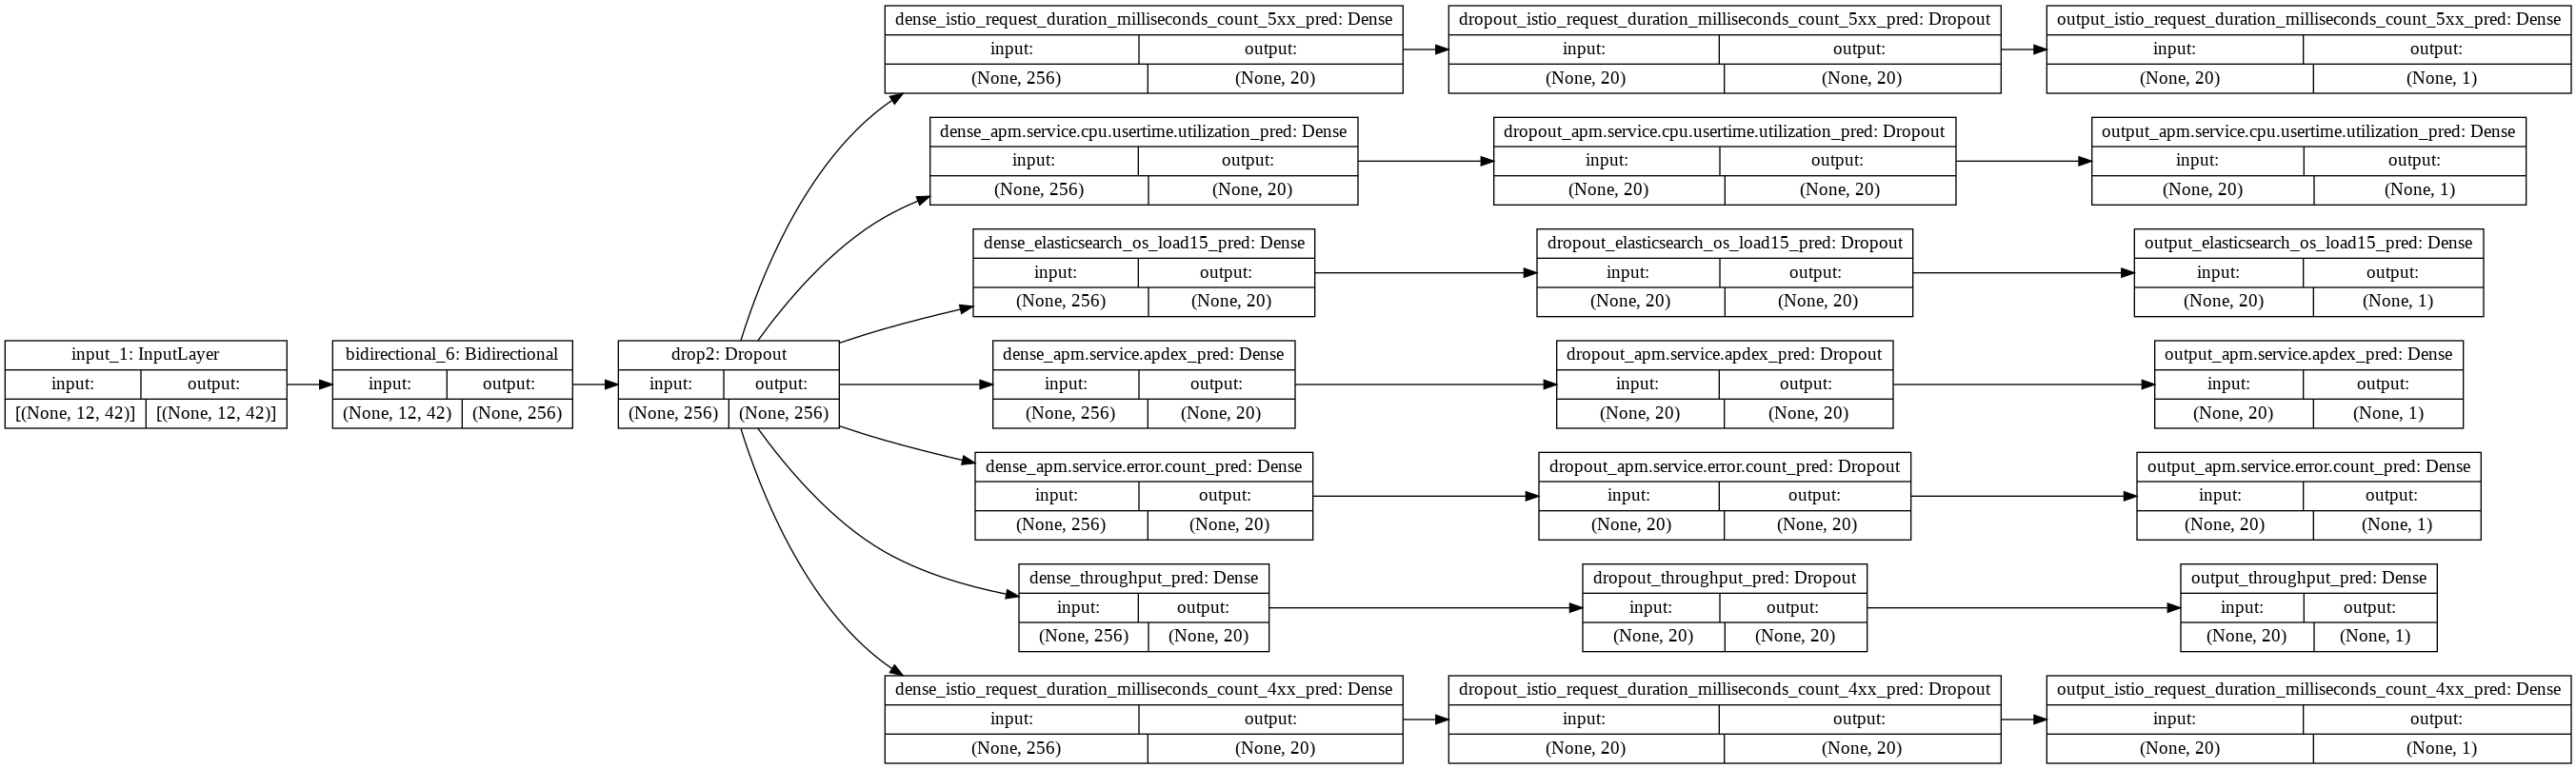 input_1: InputLayer
input: output:
[(None, 12, 42)] [(None, 12, 42)]
bidirectional_6: Bidirectional
input: output:
(None, 12, 42) (None, 256)
drop2: Dropout
input: output:
(None, 256) (None, 256)
dense_istio_request_duration_milliseconds_count_5xx_pred: Dense
input: output:
(None, 256) (None, 20)
dropout_istio_request_duration_milliseconds_count_5xx_pred: Dropout
input: output:
(None, 20) (None, 20)
output_istio_request_duration_milliseconds_count_5xx_pred: Dense
input: output:
(None, 20) (None, 1)
dense_apm.service.cpu.usertime.utilization_pred: Dense
input: output:
(None, 256) (None, 20)
dropout_apm.service.cpu.usertime.utilization_pred: Dropout
input: output:
(None, 20) (None, 20)
output_apm.service.cpu.usertime.utilization_pred: Dense
input: output:
(None, 20) (None, 1)
dense_elasticsearch_os_load15_pred: Dense
input: output:
(None, 256) (None, 20)
dropout_elasticsearch_os_load15_pred: Dropout
input: output:
(None, 20) (None, 20)
output_elasticsearch_os_load15_pred: Dense
input: output:
(None, 20) (None, 1)
dense_apm.service.apdex_pred: Dense
input: output:
(None, 256) (None, 20)
dropout_apm.service.apdex_pred: Dropout
input: output:
(None, 20) (None, 20)
output_apm.service.apdex_pred: Dense
input: output:
(None, 20) (None, 1)
dense_apm.service.error.count_pred: Dense
input: output:
(None, 256) (None, 20)
dropout_apm.service.error.count_pred: Dropout
input: output:
(None, 20) (None, 20)
output_apm.service.error.count_pred: Dense
input: output:
(None, 20) (None, 1)
dense_throughput_pred: Dense
input: output:
(None, 256) (None, 20)
dropout_throughput_pred: Dropout
input: output:
(None, 20) (None, 20)
output_throughput_pred: Dense
input: output:
(None, 20) (None, 1)
dense_istio_request_duration_milliseconds_count_4xx_pred: Dense
input: output:
(None, 256) (None, 20)
dropout_istio_request_duration_milliseconds_count_4xx_pred: Dropout
input: output:
(None, 20) (None, 20)
output_istio_request_duration_milliseconds_count_4xx_pred: Dense
input: output:
(None, 20) (None, 1)